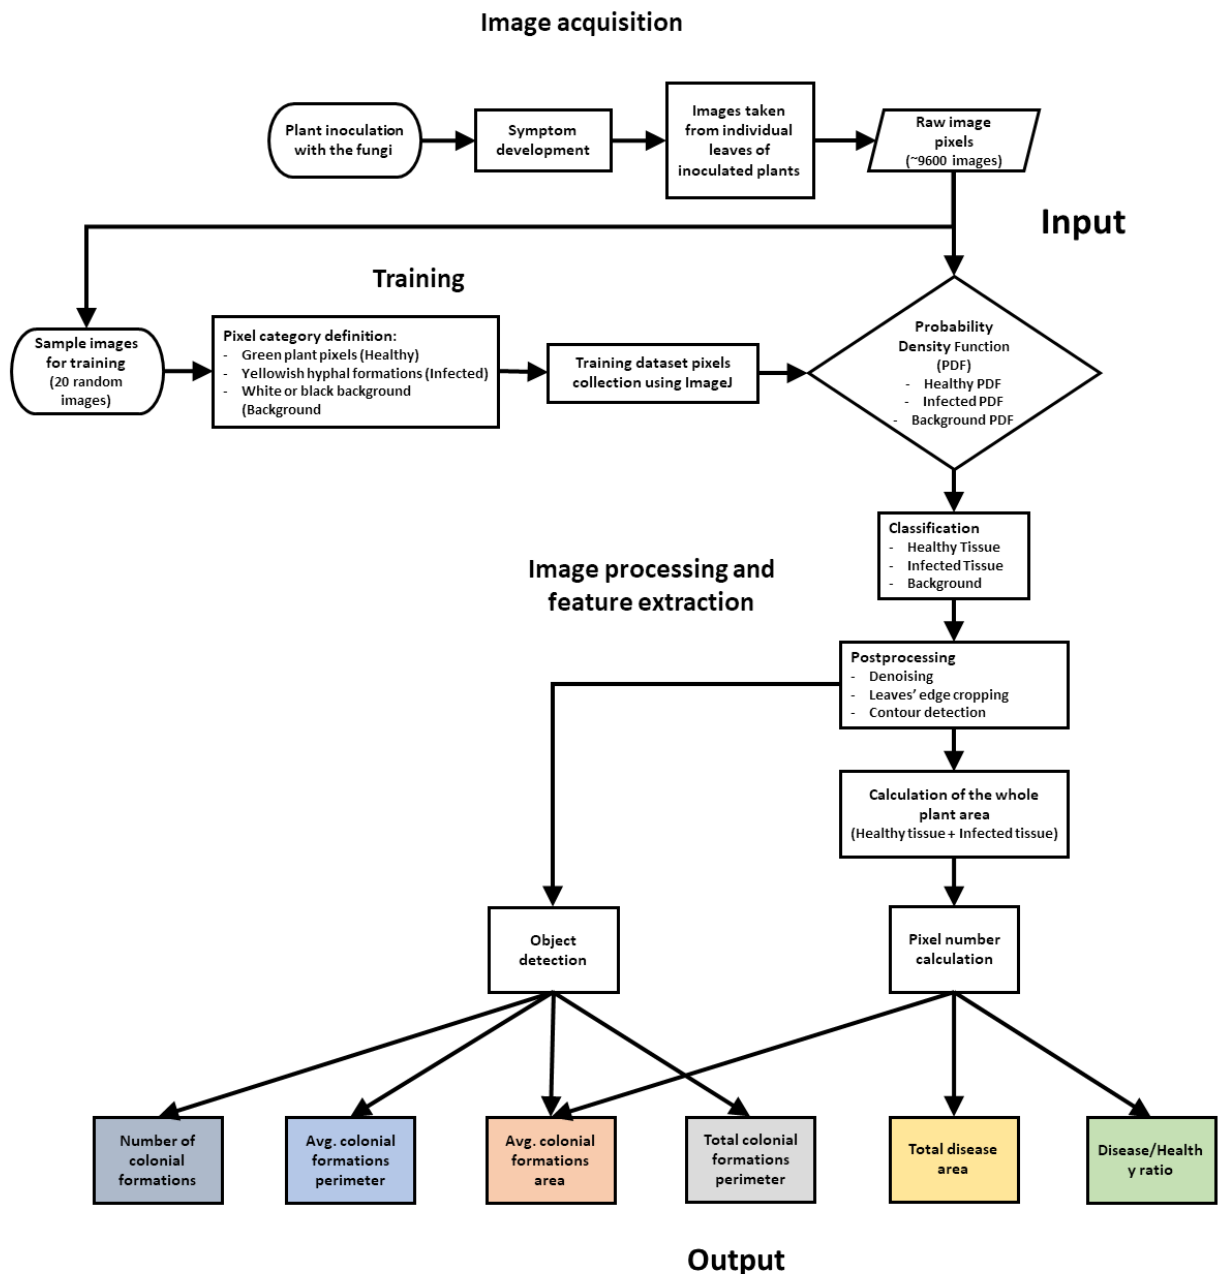 Image acquisition
Plant inoculation
with the fungi
Symptom
development
Images taken
from individual
leaves of
inoculated plants
Raw image
pixels
(~9600 images)
Input
Training
Sample images
for training
(20 random
images)
Pixel category definition:
- Green plant pixels (Healthy)
- Yellowish hyphal formations (Infected)
- White or black background
(Background
Training dataset pixels
collection using ImageJ
Probability
Density Function
(PDF)
- Healthy PDF
- Infected PDF
- Background PDF
Classification
- Healthy Tissue
- Infected Tissue
- Background
Image processing and
feature extraction
Postprocessing
- Denoising
- Leaves’ edge cropping
- Contour detection
Calculation of the whole
plant area
(Healthy tissue + Infected tissue)
Object
detection
Pixel number
calculation
Number of
colonial
formations
Avg. colonial
formations
perimeter
Avg. colonial
formations
area
Total colonial
formations
perimeter
Total disease
area
Disease/Health
y ratio
Output